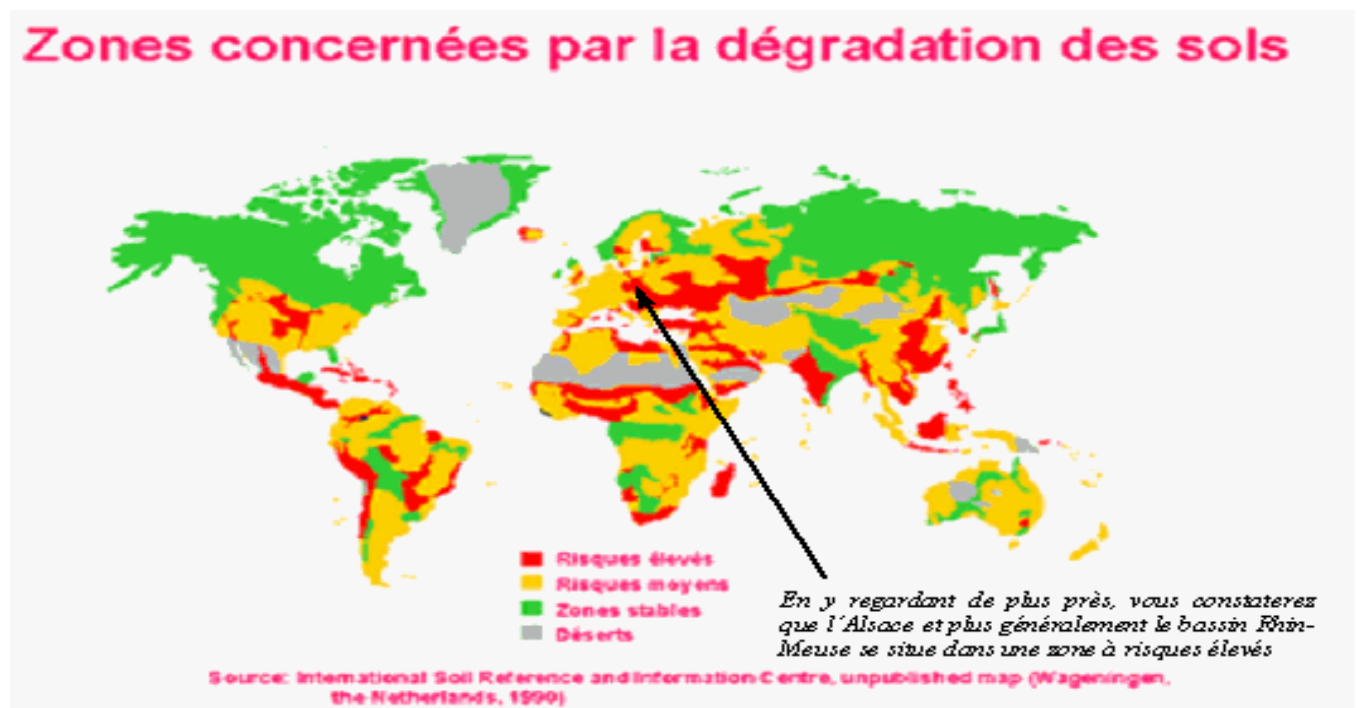 Zones concernées par la dégradation des sols
Risques élevés
Risques moyens
Zones stables
Déserts
En y regardant de plus près, vous constaterez
que l'Alsace et plus généralement le bassin Rhin-
Meuse se situe dans une zone à risques élevés
Source: International Soil Reference and Information Centre, unpublished map (Wageningen,
the Netherlands, 1990)